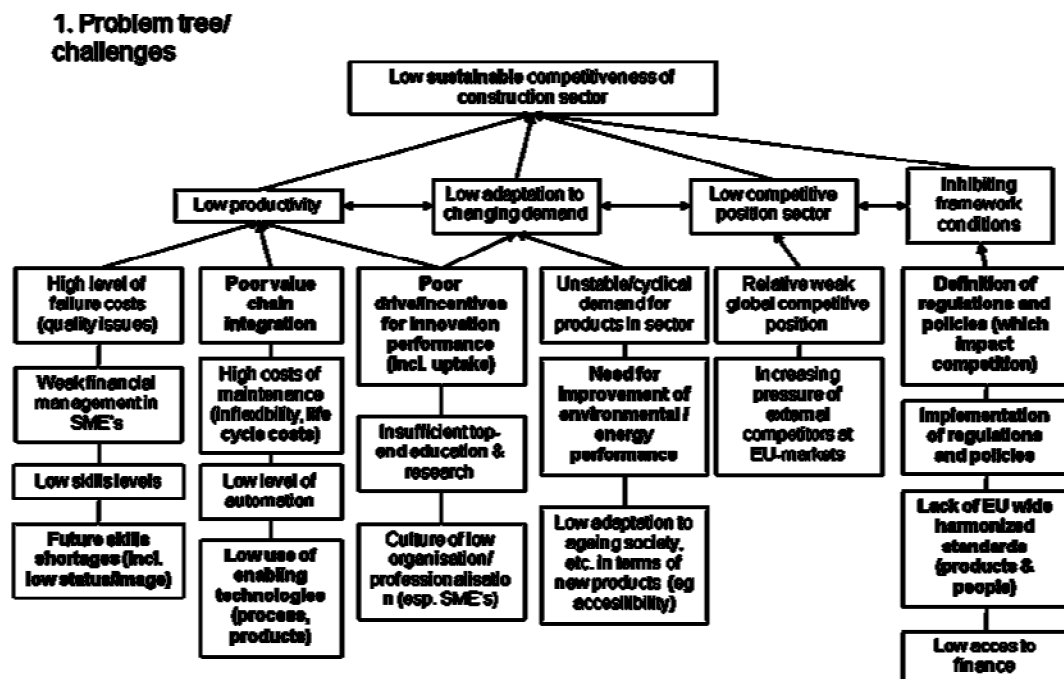 1. Problem tree/
challenges
Low sustainable competitiveness of
construction sector
Low productivity
Low adaptation to
changing demand
Low competitive
position sector
Inhibiting
framework
conditions
High level of
failure costs
(quality issues)
Weak financial
management in
SME's
Low skills levels
Future skills
shortages (incl.
low status/image)
Poor value
chain
integration
High costs of
maintenance
(inflexibility, life
cycle costs)
Low level of
automation
Low use of
enabling
technologies
(process,
products)
Poor
drive/incentives
for innovation
performance
(incl. uptake)
Insufficient top-
end education &
research
Culture of low
organisation/
professionalisatio
n (esp. SME's)
Unstable/cyclical
demand for
products in sector
Need for
improvement of
environmental /
energy
performance
Low adaptation to
ageing society,
etc. in terms of
new products (eg
accesilibility)
Relative weak
global competitive
position
Increasing
pressure of
external
competitors at
EU-markets
Definition of
regulations and
policies (which
impact
competition)
Implementation
of regulations
and policies
Lack of EU wide
harmonized
standards
(products &
people)
Low acces to
finance